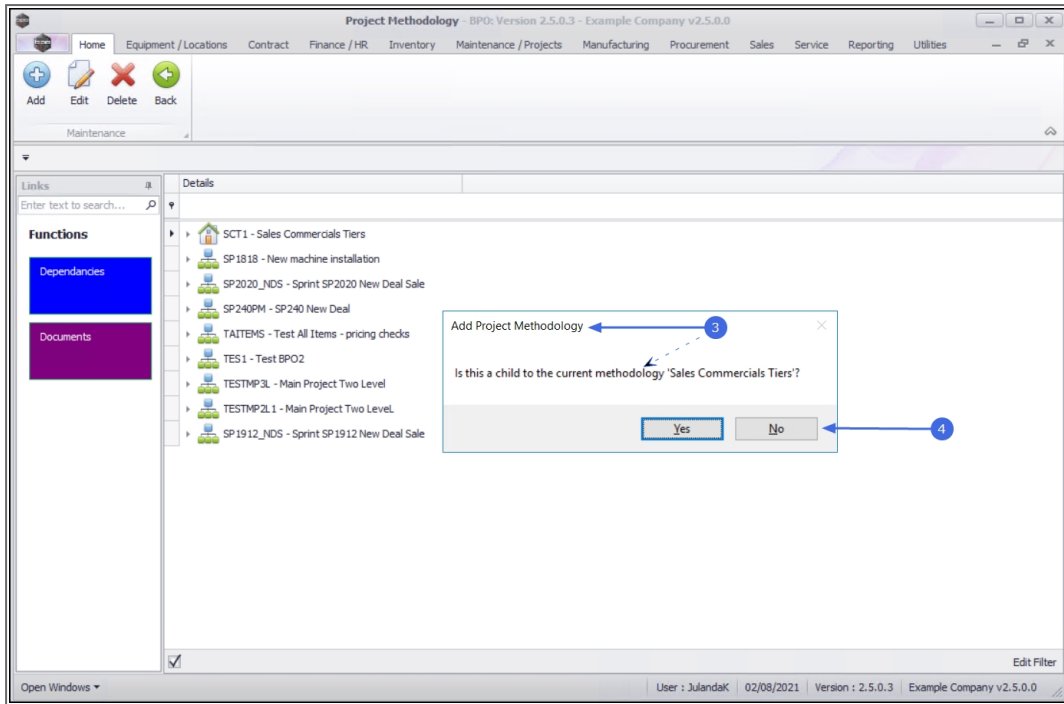 Project Methodology - BPO: Version 2.5.0.3 - Example Company v2.5.0.0
Home Equipment / Locations Contract Finance / HR Inventory Maintenance / Projects Manufacturing Procurement Sales Service Reporting Utilities
Add Edit Delete Back
Maintenance
Links
Details
Enter text to search...
Functions
Dependancies
Documents
SCT1 - Sales Commercials Tiers
SP1818 - New machine installation
SP2020_NDS - Sprint SP2020 New Deal Sale
SP240PM - SP240 New Deal
TAITEMS - Test All Items - pricing checks
TES1 - Test BPO2
TESTMP3L - Main Project Two Level
TESTMP2L1 - Main Project Two LeveL
SP1912_NDS - Sprint SP1912 New Deal Sale
Add Project Methodology
3
Is this a child to the current methodology 'Sales Commercials Tiers'?
Yes No
4
Edit Filter
Open Windows
User : JulandaK 02/08/2021 Version : 2.5.0.3 Example Company v2.5.0.0